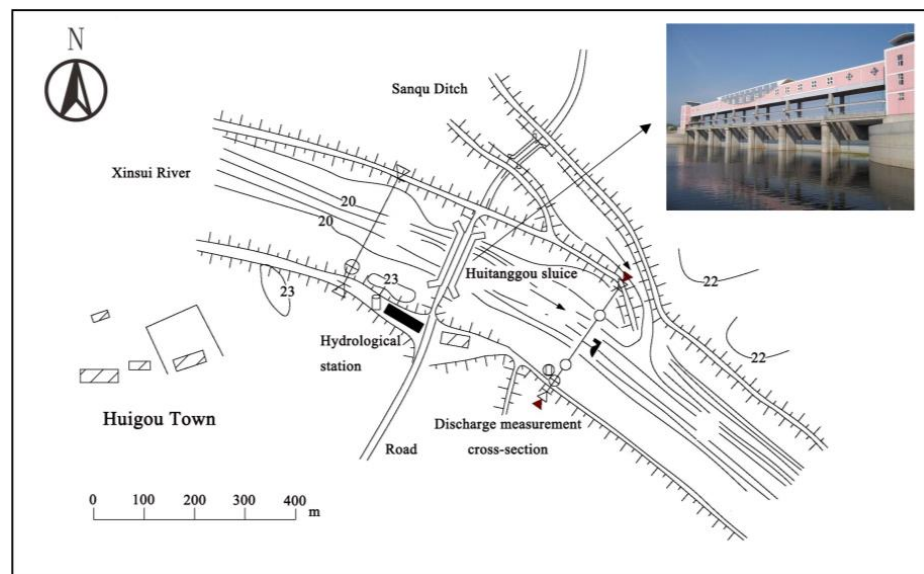 N
Sanqu Ditch
Xinsui River
20
20
Huitanggou sluice
23
23
22
22
Hydrological
station
Huigou Town
Discharge measurement
cross-section
Road
0 100 200 300 400
m